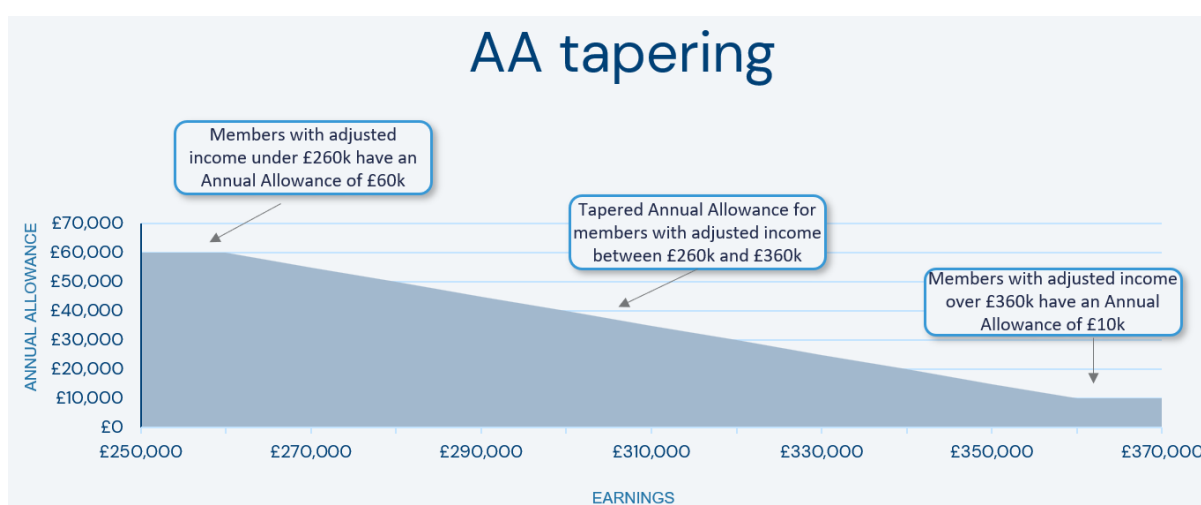 AA tapering
Members with adjusted
income under £260k have an
Annual Allowance of £60k
Tapered Annual Allowance for
members with adjusted income
between £260k and £360k
Members with adjusted income
over £360k have an Annual
Allowance of £10k
ANNUAL ALLOWANCE
£70,000
£60,000
£50,000
£40,000
£30,000
£20,000
£10,000
£0
£250,000 £270,000 £290,000 £310,000 £330,000 £350,000 £370,000
EARNINGS